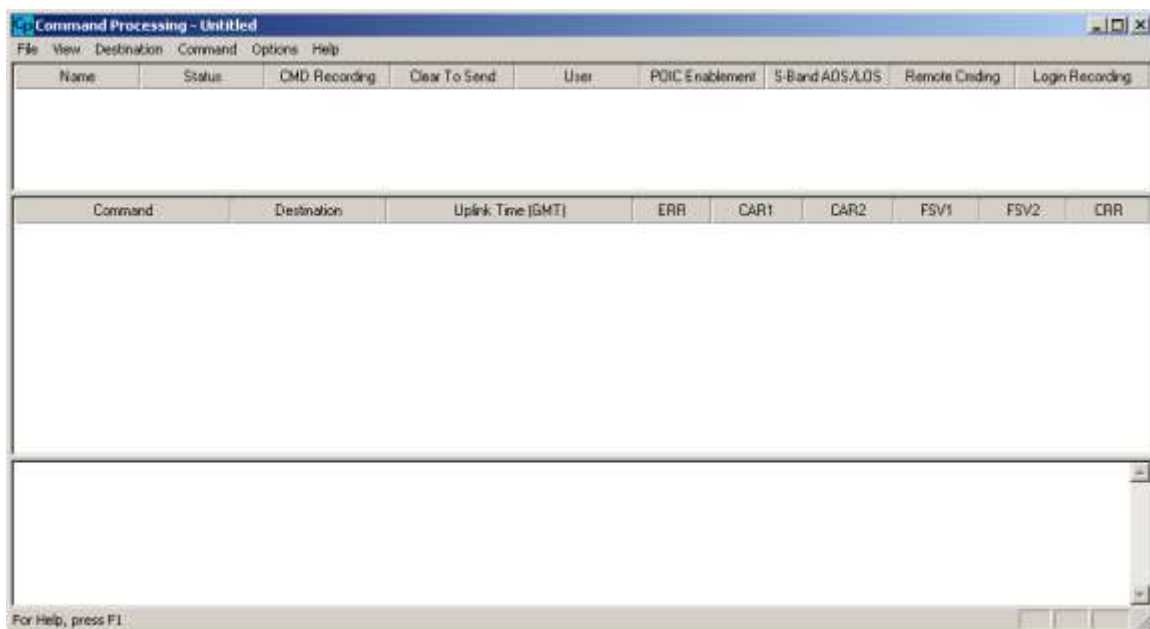 Cp Command Processing - Untitled
File View Destination Command Options Help
Name Status CMD Recording Clear To Send User POIC Enablement S-Band AOS/LOS Remote Cmding Login Recording
Command Destination Uplink Time (GMT) ERR CAR1 CAR2 FSV1 FSV2 CRR
For Help, press F1